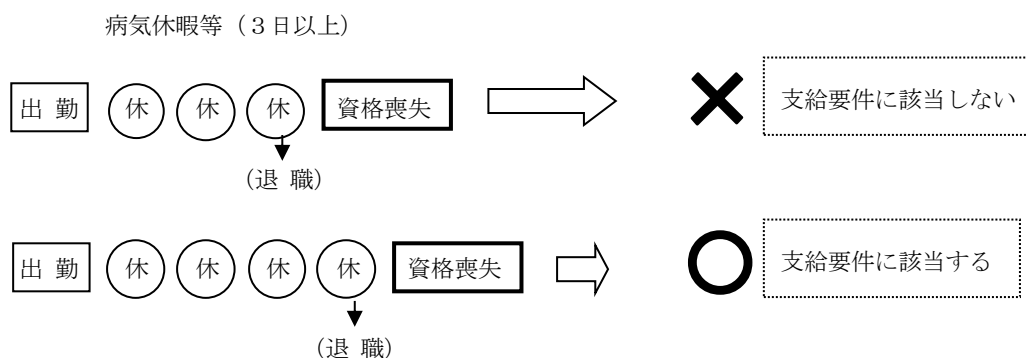 病気休暇等（３日以上）
出 勤 休 休 休 資格喪失 支給要件に該当しない
（退 職）
出 勤 休 休 休 休 資格喪失 支給要件に該当する
（退 職）